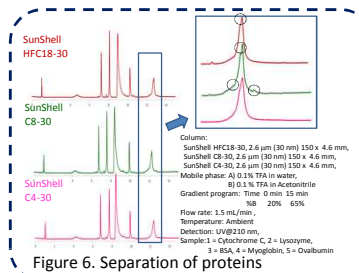 SunShell
HFC18-30
SunShell
C8-30
SunShell
C4-30
Column:
SunShell HFC18-30, 2.6 µm (30 nm) 150 x 4.6 mm,
SunShell C8-30, 2.6 µm (30 nm) 150 x 4.6 mm,
SunShell C4-30, 2.6 µm (30 nm) 150 x 4.6 mm,
Mobile phase: A) 0.1% TFA in water,
B) 0.1 % TFA in Acetonitrile
Gradient program: Time 0 min 15 min
%B 20% 65%
Flow rate: 1.5 mL/min ,
Temperature: Ambient
Detection: UV@210 nm,
Sample:1 = Cytochrome C, 2 = Lysozyme,
3 = BSA, 4 = Myoglobin, 5 = Ovalbumin
Figure 6. Separation of proteins